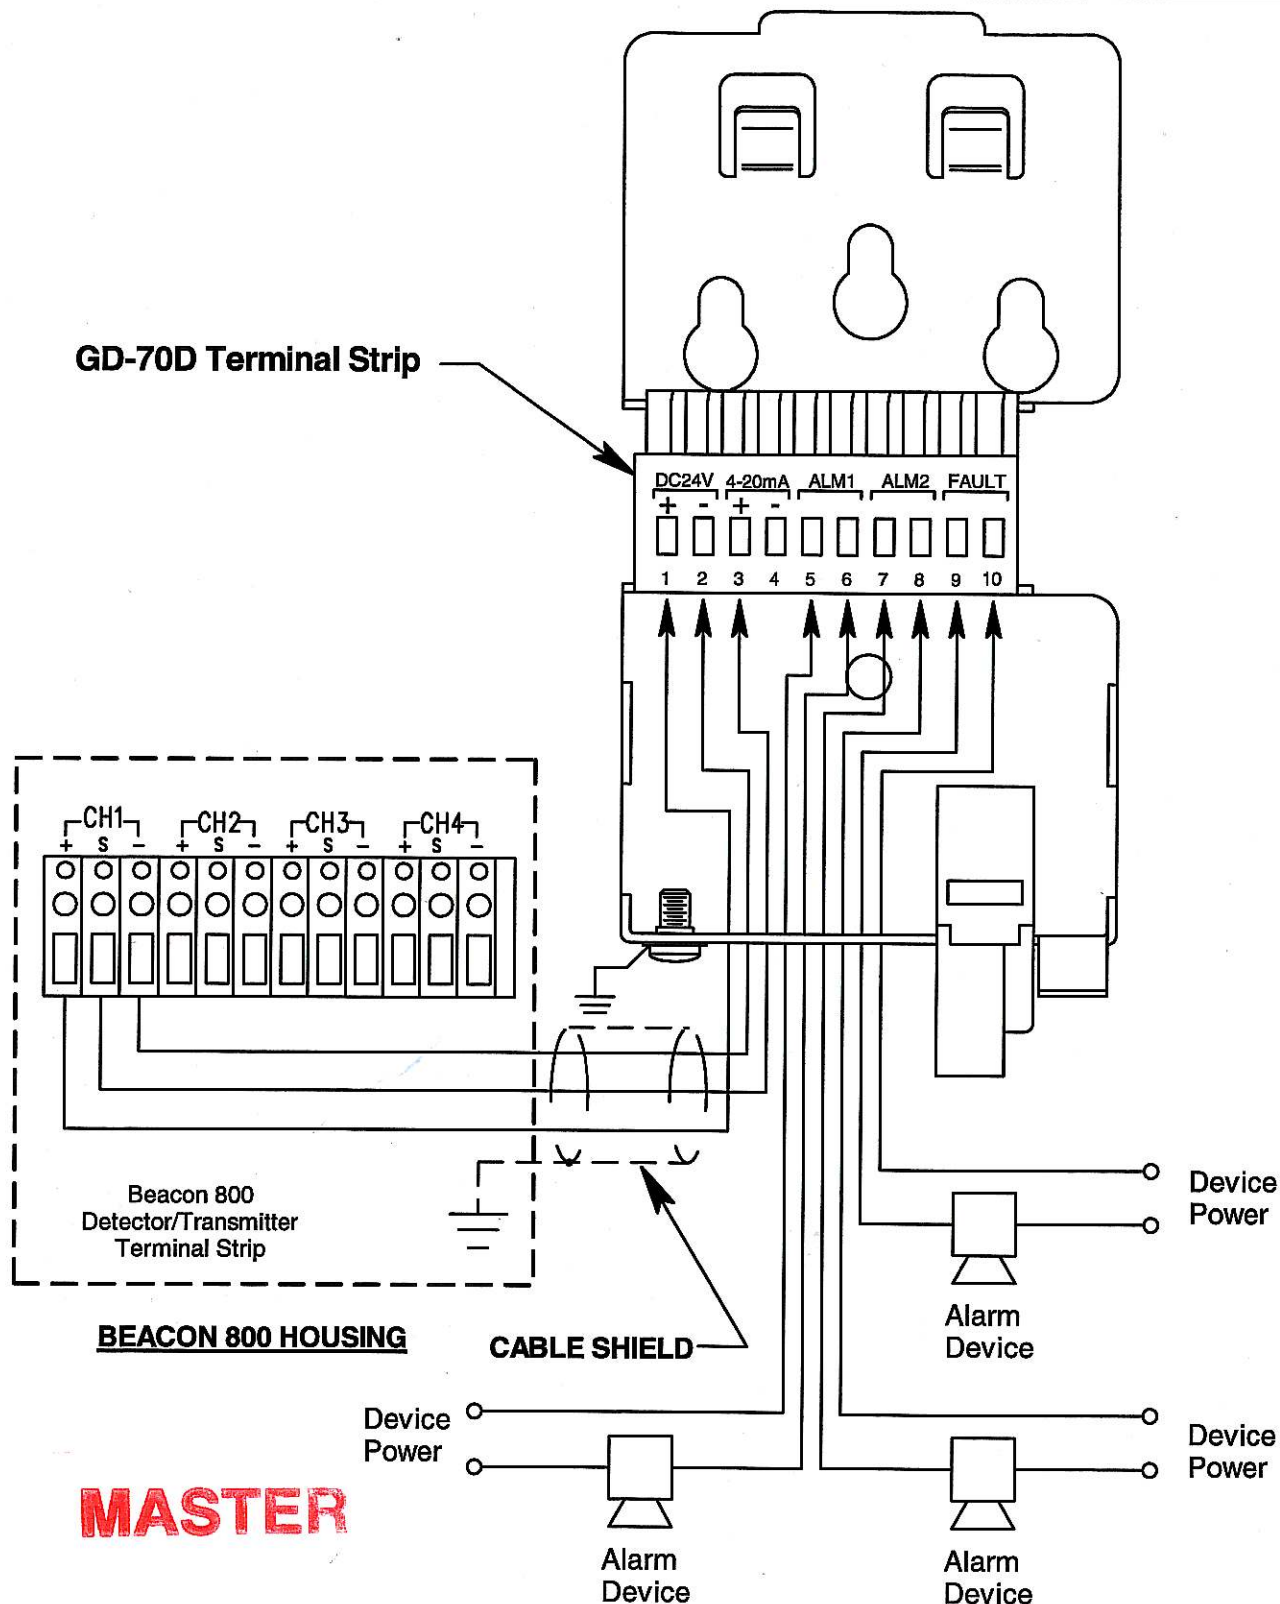 GD-70D Terminal Strip
DC24V 4-20mA ALM1 ALM2 FAULT
+ - + -
1 2 3 4 5 6 7 8 9 10
CH1 CH2 CH3 CH4
+ S - + S - + S - + S -
Beacon 800
Detector/Transmitter
Terminal Strip
BEACON 800 HOUSING
CABLE SHIELD
Device
Power
Alarm
Device
Device
Power
Alarm
Device
Device
Power
Alarm
Device
MASTER